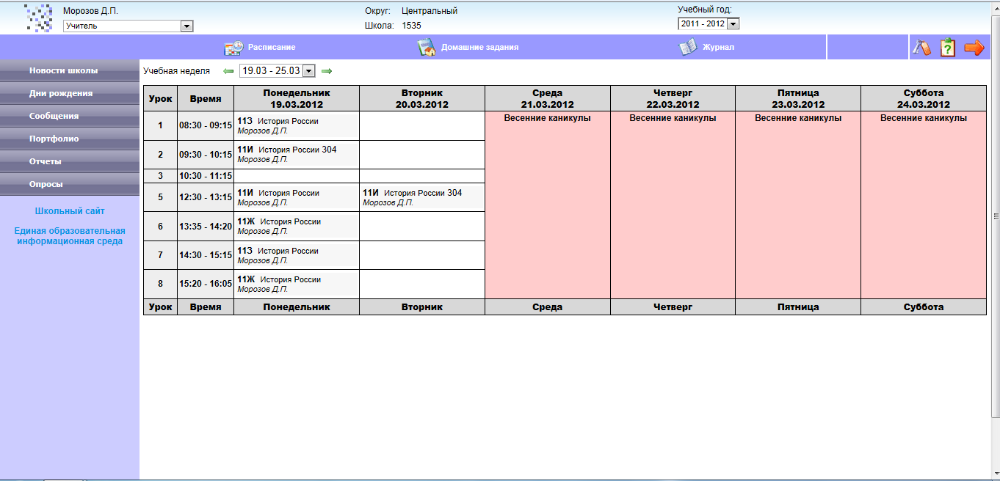 Морозов Д.П.
Учитель
Округ: Центральный
Школа: 1535
Учебный год:
2011 - 2012
Расписание
Домашние задания
Журнал
Новости школы
Дни рождения
Сообщения
Портфолио
Отчеты
Опросы
Школьный сайт
Единая образовательная
информационная среда
Учебная неделя 19.03 - 25.03
Урок Время Понедельник 19.03.2012 Вторник 20.03.2012 Среда 21.03.2012 Четверг 22.03.2012 Пятница 23.03.2012 Суббота 24.03.2012
Весенние каникулы Весенние каникулы Весенние каникулы Весенние каникулы
1 08:30 - 09:15 11З История России
Морозов Д.П.
2 09:30 - 10:15 11И История России 304
Морозов Д.П.
3 10:30 - 11:15
5 12:30 - 13:15 11И История России 11И История России 304
Морозов Д.П. Морозов Д.П.
6 13:35 - 14:20 11Ж История России
Морозов Д.П.
7 14:30 - 15:15 11З История России
Морозов Д.П.
8 15:20 - 16:05 11Ж История России
Морозов Д.П.
Урок Время Понедельник Вторник Среда Четверг Пятница Суббота